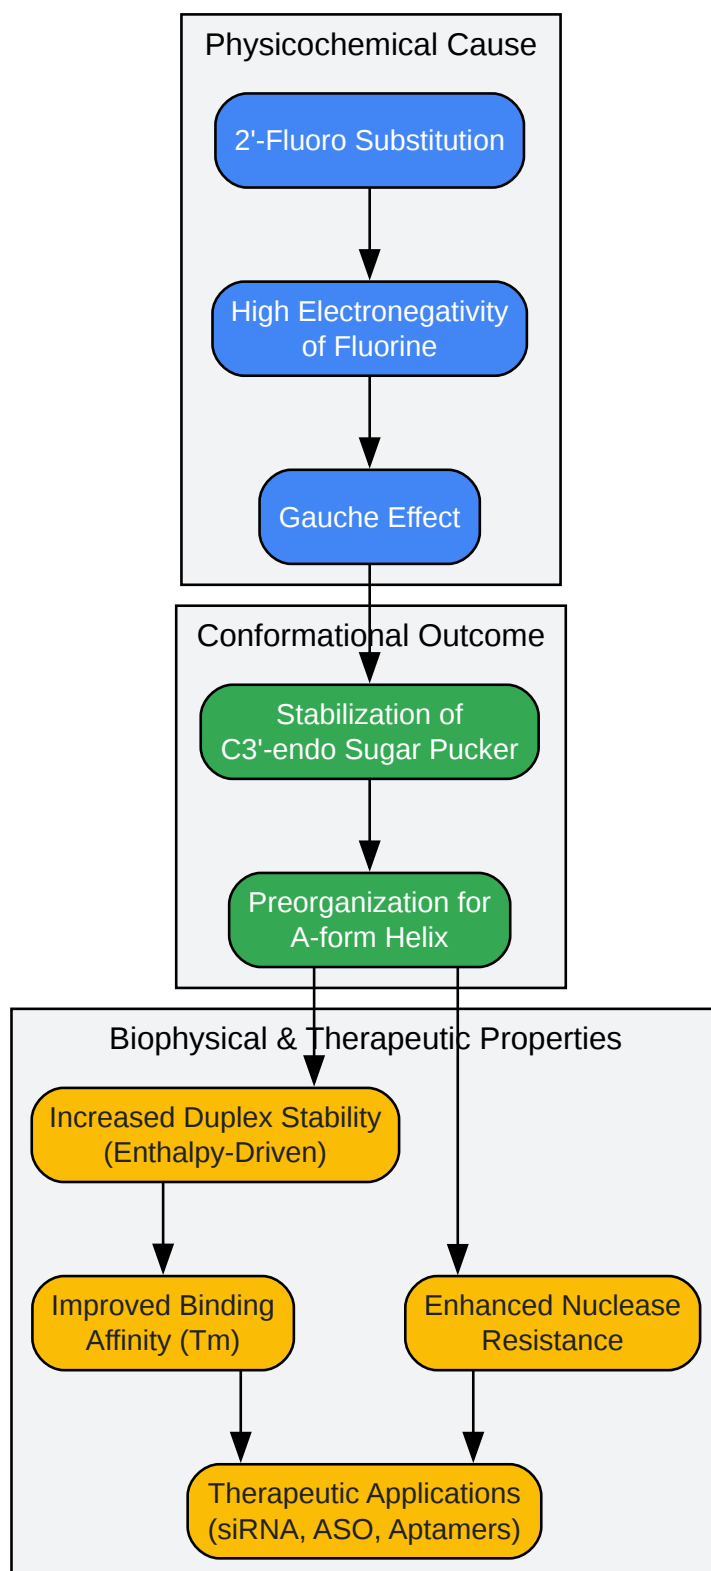 Physicochemical Cause
2'-Fluoro Substitution
High Electronegativity
of Fluorine
Gauche Effect
Conformational Outcome
Stabilization of
C3'-endo Sugar Pucker
Preorganization for
A-form Helix
Biophysical & Therapeutic Properties
Increased Duplex Stability
(Enthalpy-Driven)
Improved Binding
Affinity (Tm)
Enhanced Nuclease
Resistance
Therapeutic Applications
(siRNA, ASO, Aptamers)